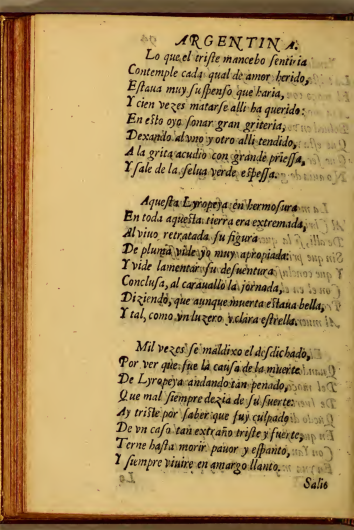 ARGENTINA.
Lo que el triste mancebo sentiria
Contemple cada qual de amor herido,
Estaua muy suspenso que haria,
Y cien vezes matarse alli ha querido:
En esto oyo sonar gran griteria,
Dexando al vno y otro alli tendido,
A la grita acudio con grande priessa,
Y sale de la selua verde espessa.
Aquesta Lyropeya en hermosura
En toda aquesta tierra era extremada,
Al viuo retratada su figura
De pluma vide yo muy apropiada:
Y vide lamentar su desuentura
Conclusa, al carauallo la jornada,
Diziendo, que aunque muerta estaua bella,
Y tal, como vn luzero y clara estrella.
Mil vezes se maldixo el desdichado,
Por ver que fue la causa de la muerte
De Lyropeya andando tan penado,
Que mal siempre dezia de su suerte:
Ay triste por saber que fuy culpado
De vn caso tan extraño triste y fuerte,
Terne hasta morir pauor y espanto,
Y siempre viuire en amargo llanto.
Salio